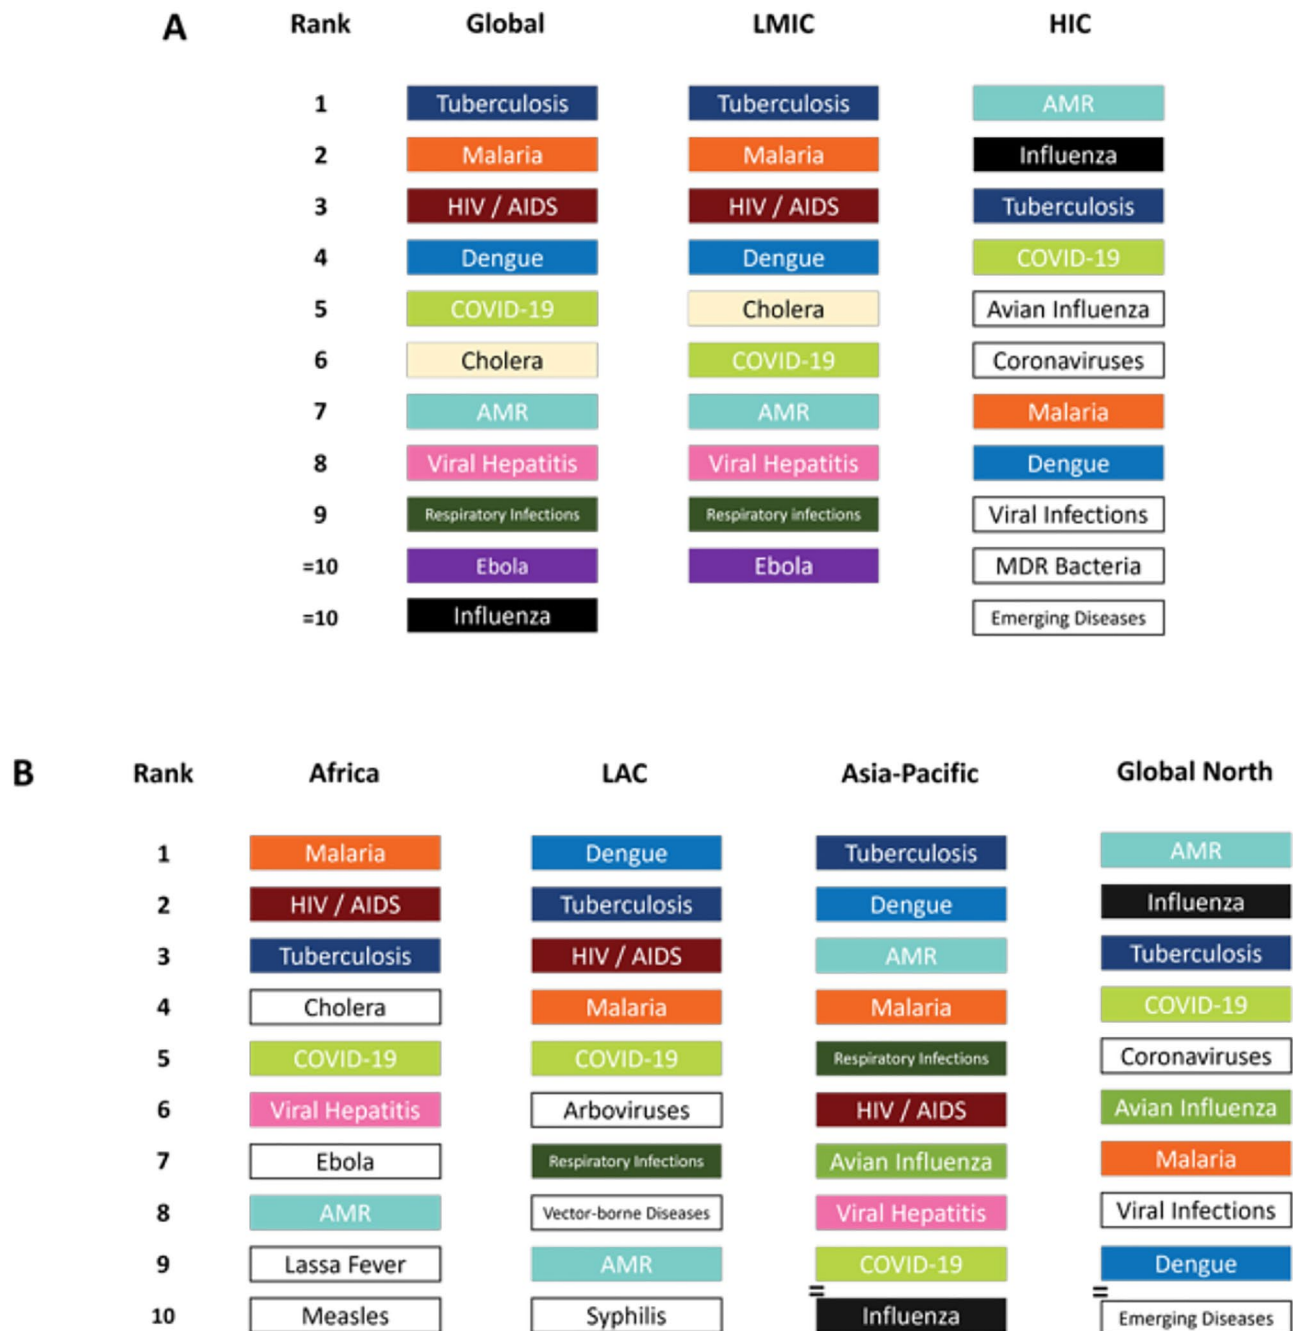 A Rank Global LMIC HIC
1 Tuberculosis Tuberculosis AMR
2 Malaria Malaria Influenza
3 HIV / AIDS HIV / AIDS Tuberculosis
4 Dengue Dengue COVID-19
5 COVID-19 Cholera Avian Influenza
6 Cholera COVID-19 Coronaviruses
7 AMR AMR Malaria
8 Viral Hepatitis Viral Hepatitis Dengue
9 Respiratory Infections Respiratory infections Viral Infections
=10 Ebola Ebola MDR Bacteria
=10 Influenza Emerging Diseases
B Rank Africa LAC Asia-Pacific Global North
1 Malaria Dengue Tuberculosis AMR
2 HIV / AIDS Tuberculosis Dengue Influenza
3 Tuberculosis HIV / AIDS AMR Tuberculosis
4 Cholera Malaria Malaria COVID-19
5 COVID-19 COVID-19 Respiratory Infections Coronaviruses
6 Viral Hepatitis Arboviruses HIV / AIDS Avian Influenza
7 Ebola Respiratory Infections Avian Influenza Malaria
8 AMR Vector-borne Diseases Viral Hepatitis Viral Infections
9 Lassa Fever AMR COVID-19 Dengue
10 Measles Syphilis = Influenza = Emerging Diseases